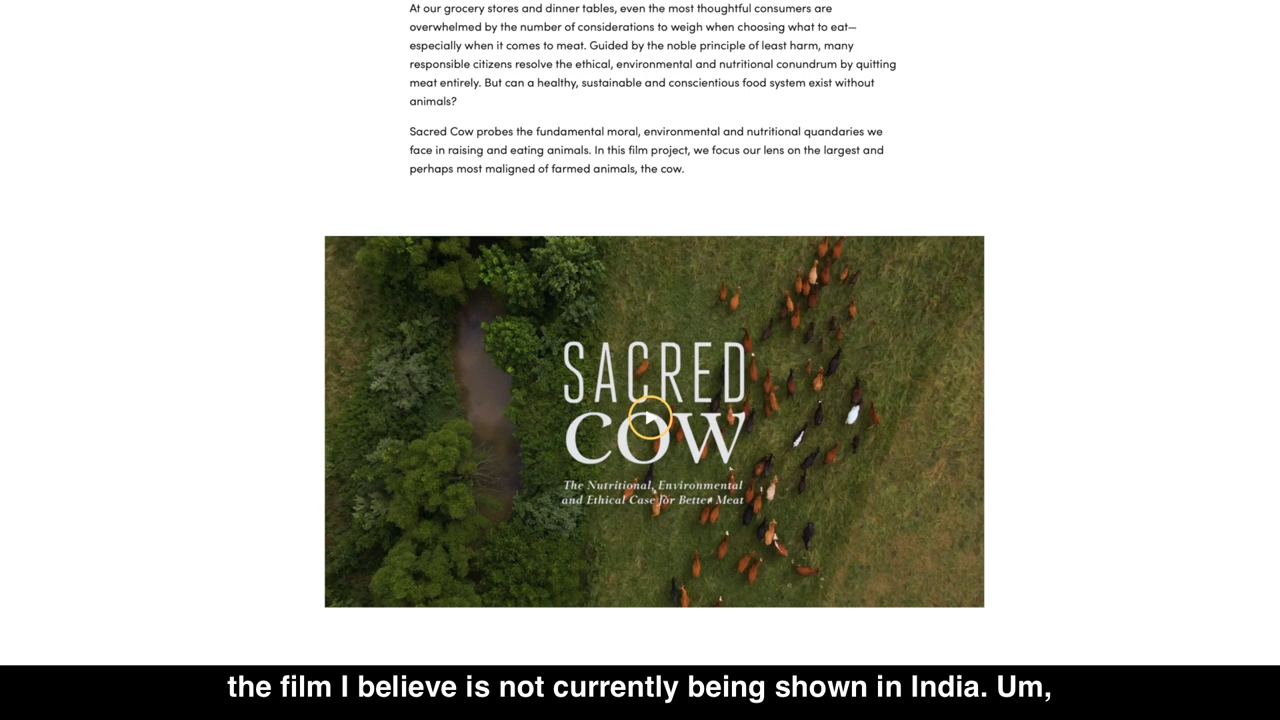 At our grocery stores and dinner tables, even the most thoughtful consumers are
overwhelmed by the number of considerations to weigh when choosing what to eat—
especially when it comes to meat. Guided by the noble principle of least harm, many
responsible citizens resolve the ethical, environmental and nutritional conundrum by quitting
meat entirely. But can a healthy, sustainable and conscientious food system exist without
animals?
Sacred Cow probes the fundamental moral, environmental and nutritional quandaries we
face in raising and eating animals. In this film project, we focus our lens on the largest and
perhaps most maligned of farmed animals, the cow.
SACRED
COW
The Nutritional, Environmental
and Ethical Case for Better Meat
the film I believe is not currently being shown in India. Um,